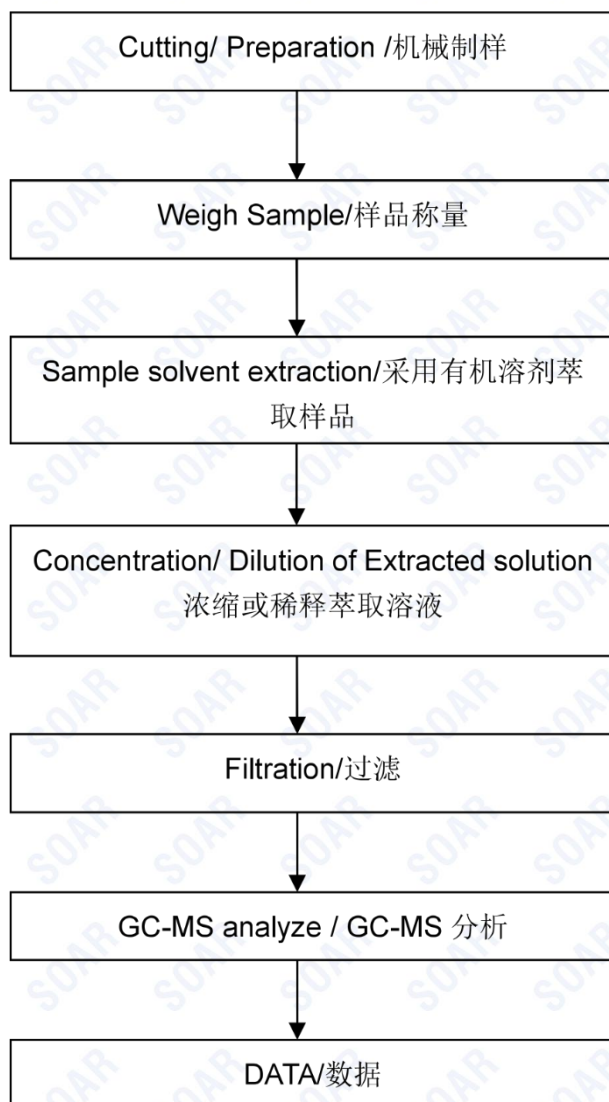 Cutting/ Preparation /机械制样
Weigh Sample/样品称量
Sample solvent extraction/采用有机溶剂萃
取样品
Concentration/ Dilution of Extracted solution
浓缩或稀释萃取溶液
Filtration/过滤
GC-MS analyze / GC-MS 分析
DATA/数据